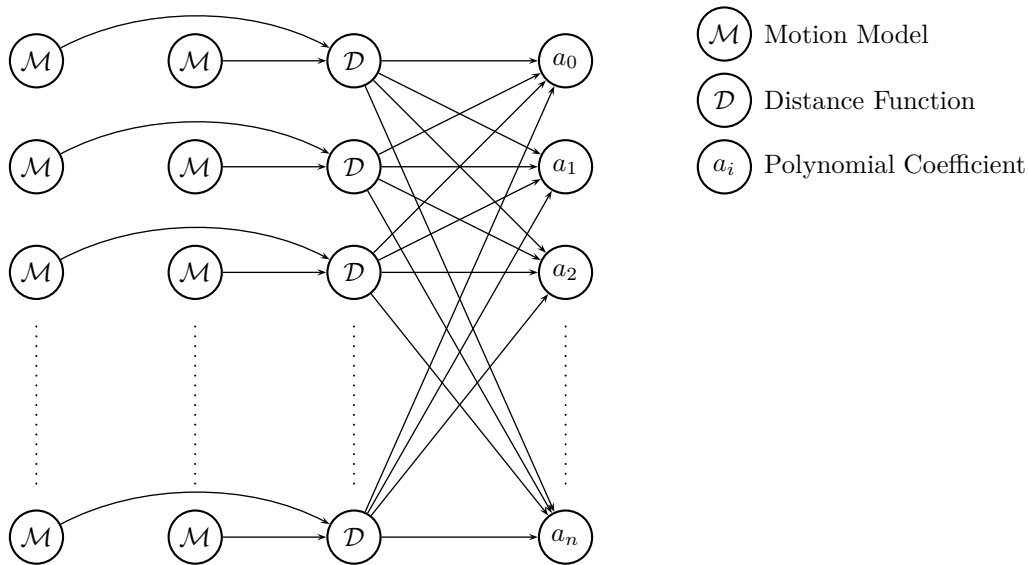 ℳ ℳ 𝒟 a₀
ℳ ℳ 𝒟 a₁
ℳ ℳ 𝒟 a₂
ℳ ℳ 𝒟 aₙ
ℳ Motion Model
𝒟 Distance Function
aᵢ Polynomial Coefficient